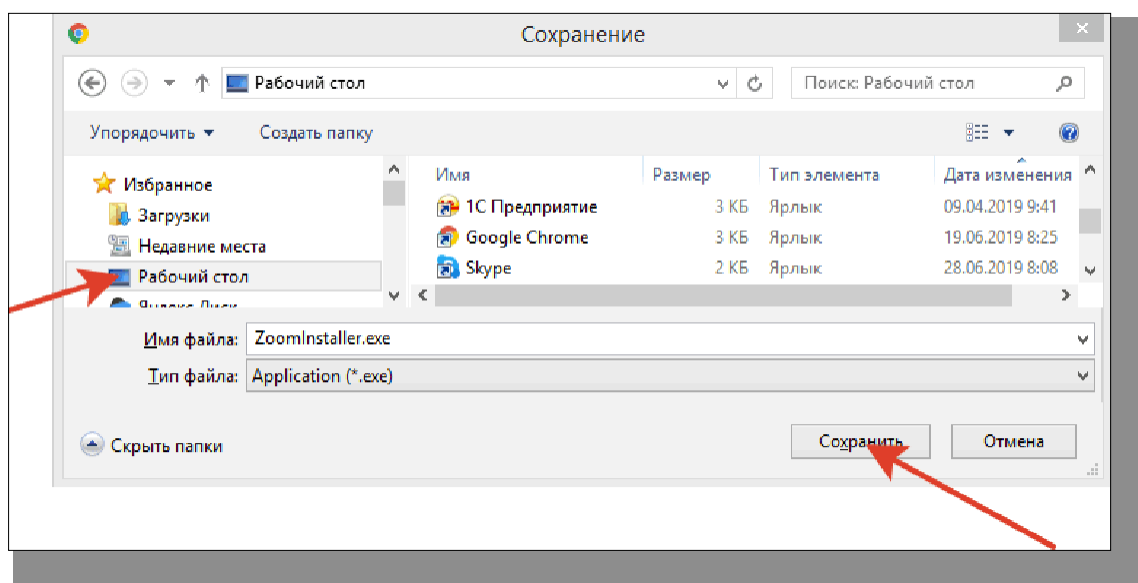 Сохранение
Рабочий стол
Поиск: Рабочий стол
Упорядочить Создать папку
Избранное
Загрузки
Недавние места
Рабочий стол
Яндекс.Диск
Имя Размер Тип элемента Дата изменения
1С Предприятие 3 КБ Ярлык 09.04.2019 9:41
Google Chrome 3 КБ Ярлык 19.06.2019 8:25
Skype 2 КБ Ярлык 28.06.2019 8:08
Имя файла: ZoomInstaller.exe
Тип файла: Application (*.exe)
Скрыть папки
Сохранить Отмена